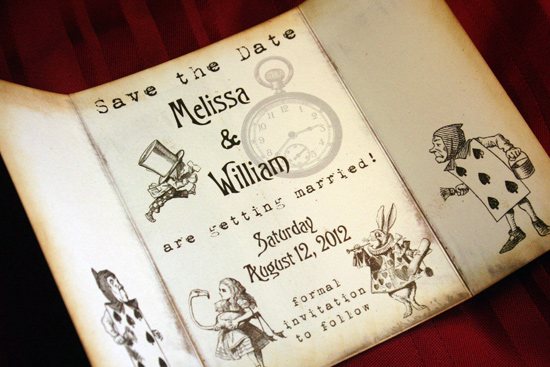 Save the Date
Melissa
&
William
are getting married!
Saturday
August 12, 2012
formal
invitation
to follow